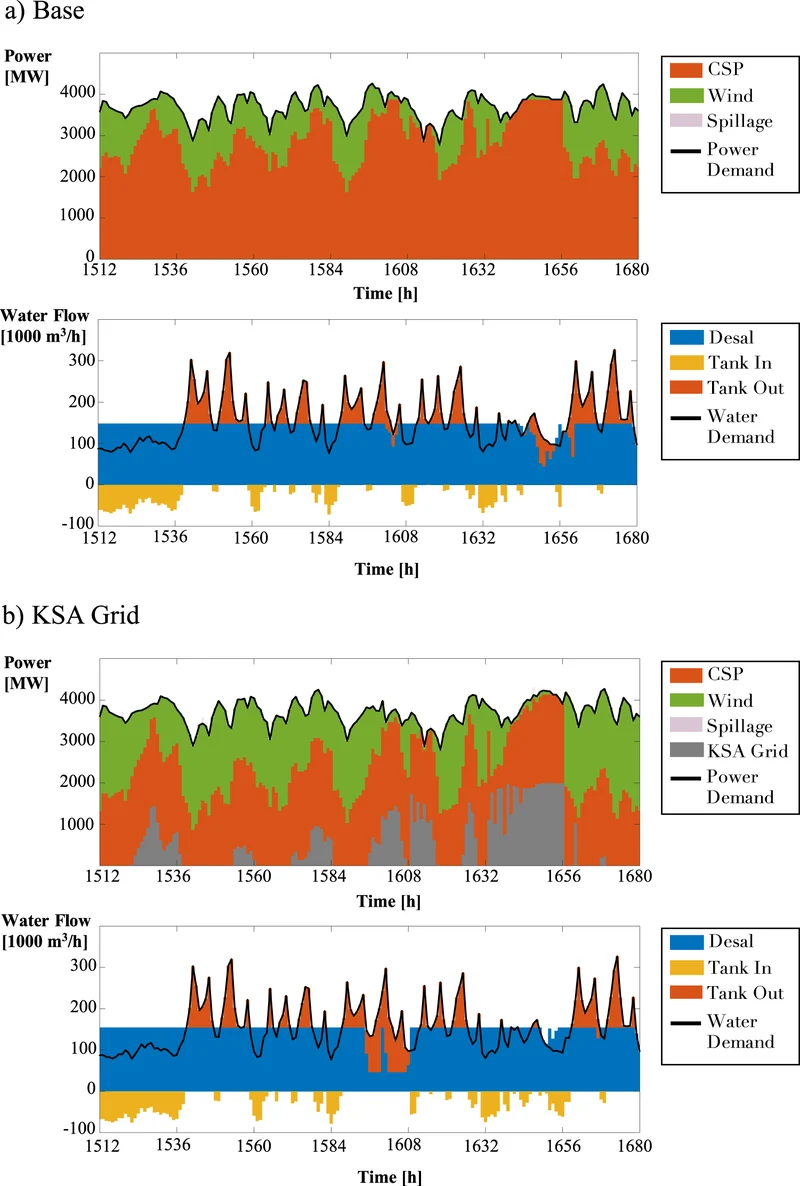 a) Base
Power
[MW]
4000
3000
2000
1000
0
1512 1536 1560 1584 1608 1632 1656 1680
Time [h]
CSP
Wind
Spillage
Power
Demand
Water Flow
[1000 m³/h]
300
200
100
0
-100
1512 1536 1560 1584 1608 1632 1656 1680
Time [h]
Desal
Tank In
Tank Out
Water
Demand
b) KSA Grid
Power
[MW]
4000
3000
2000
1000
1512 1536 1560 1584 1608 1632 1656 1680
Time [h]
CSP
Wind
Spillage
KSA Grid
Power
Demand
Water Flow
[1000 m³/h]
300
200
100
0
-100
1512 1536 1560 1584 1608 1632 1656 1680
Time [h]
Desal
Tank In
Tank Out
Water
Demand